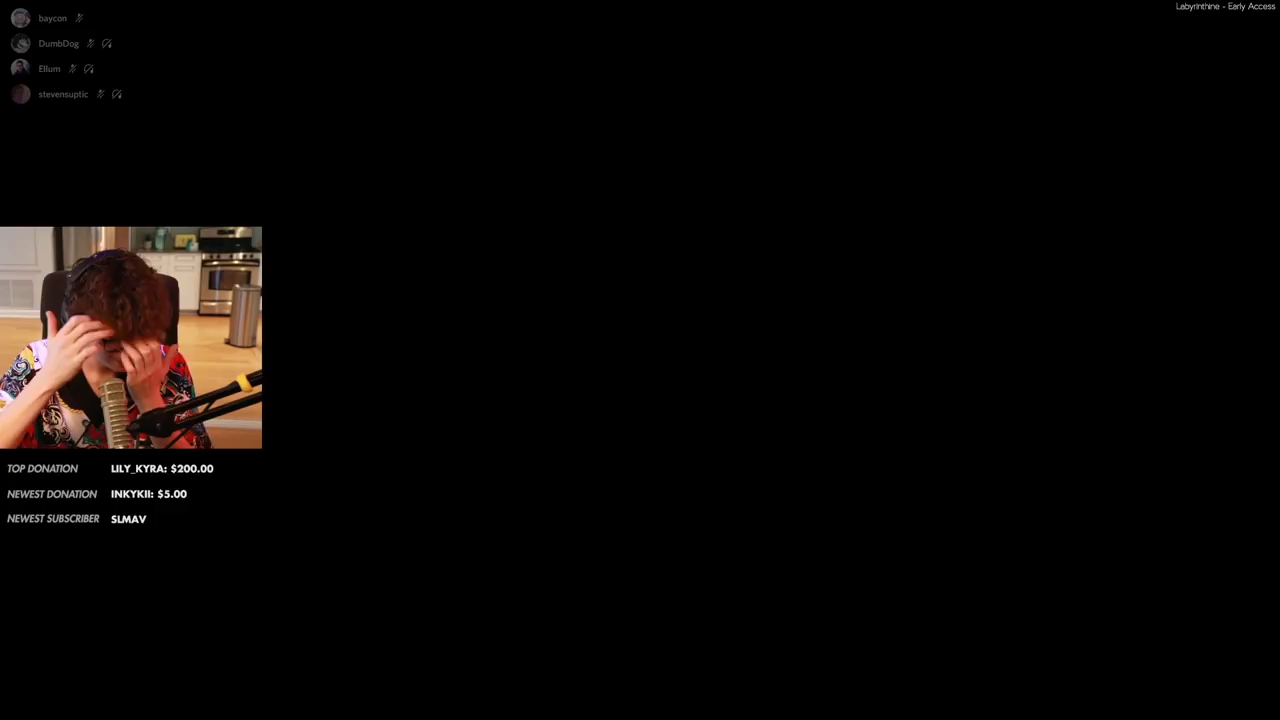 baycon
Labyrinthine - Early Access
DumbDog
Ellum
stevensuptic
TOP DONATION LILY_KYRA: $200.00
NEWEST DONATION INKYKII: $5.00
NEWEST SUBSCRIBER SLMAV